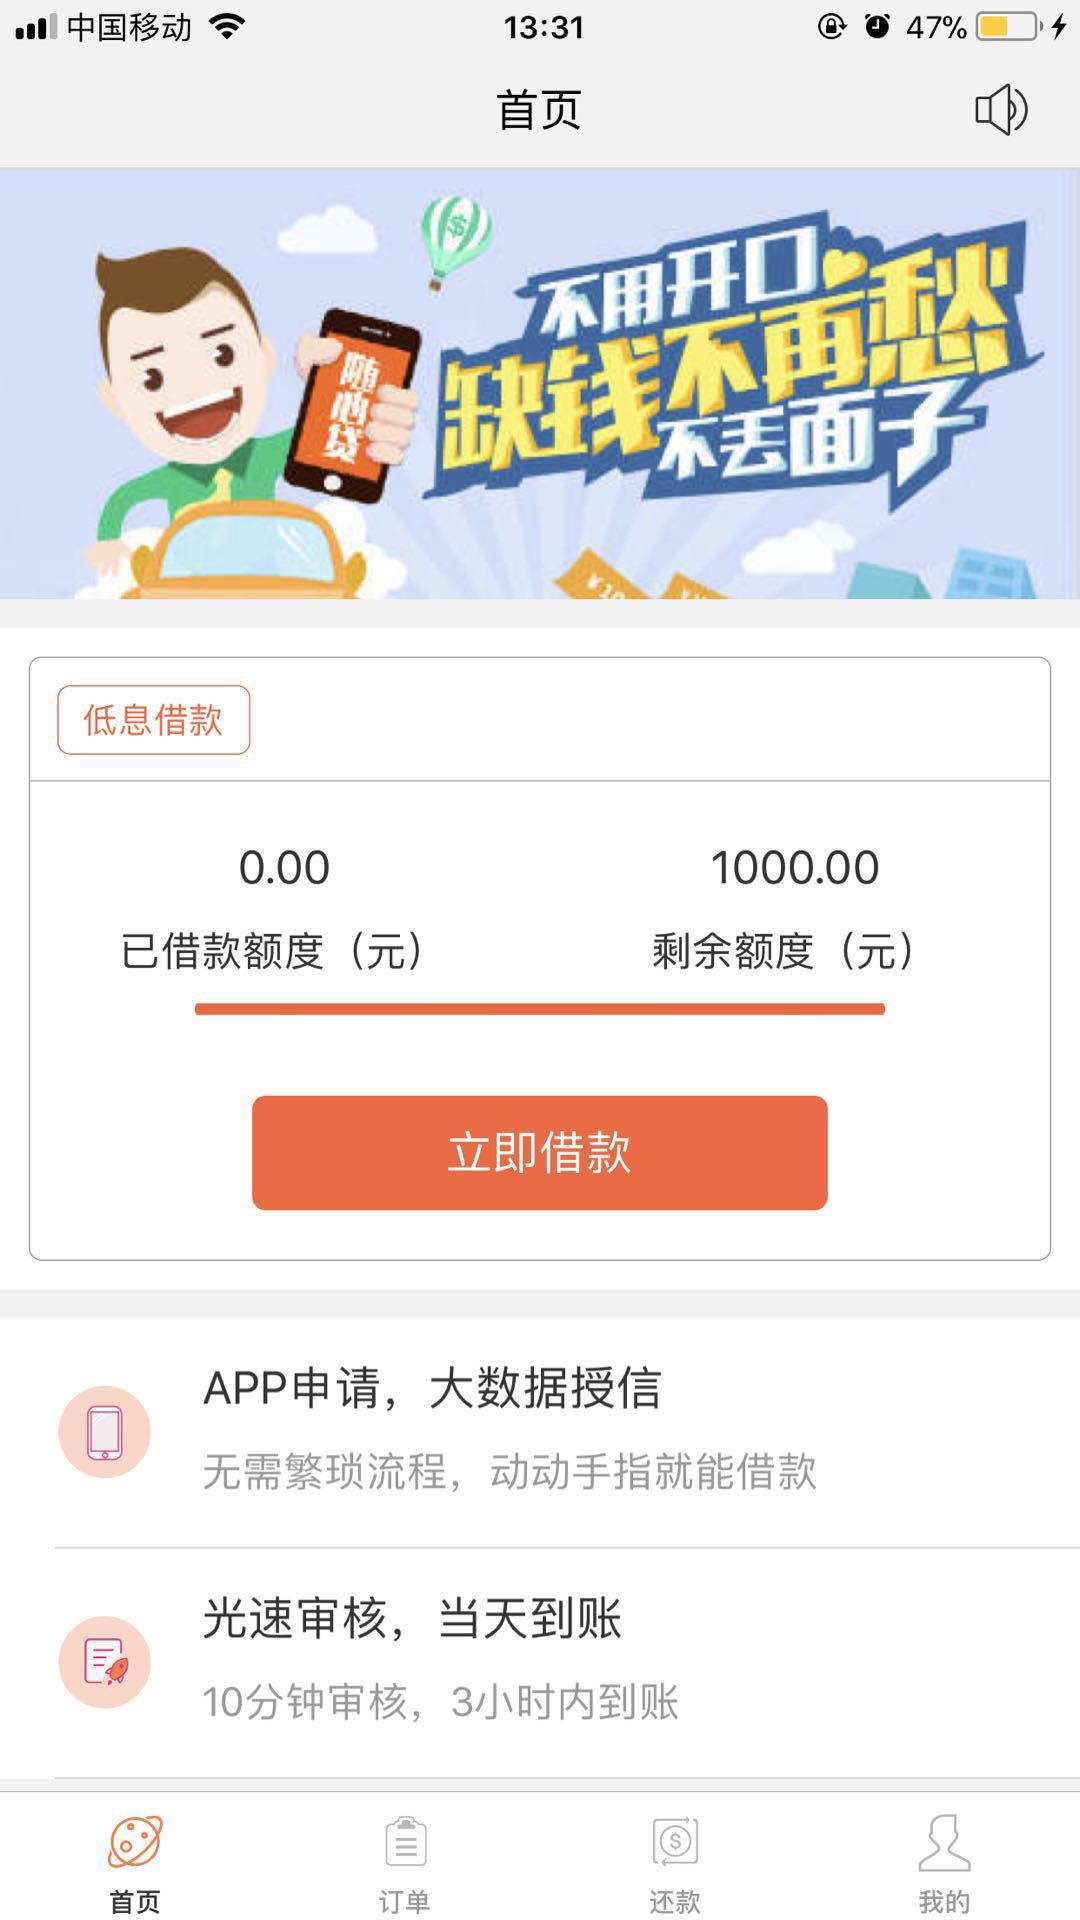 中国移动
13:31
47%
首页
不用开口
缺钱不再愁
不丢面子
随心贷
低息借款
0.00
1000.00
已借款额度（元）
剩余额度（元）
立即借款
APP申请，大数据授信
无需繁琐流程，动动手指就能借款
光速审核，当天到账
10分钟审核，3小时内到账
首页
订单
还款
我的